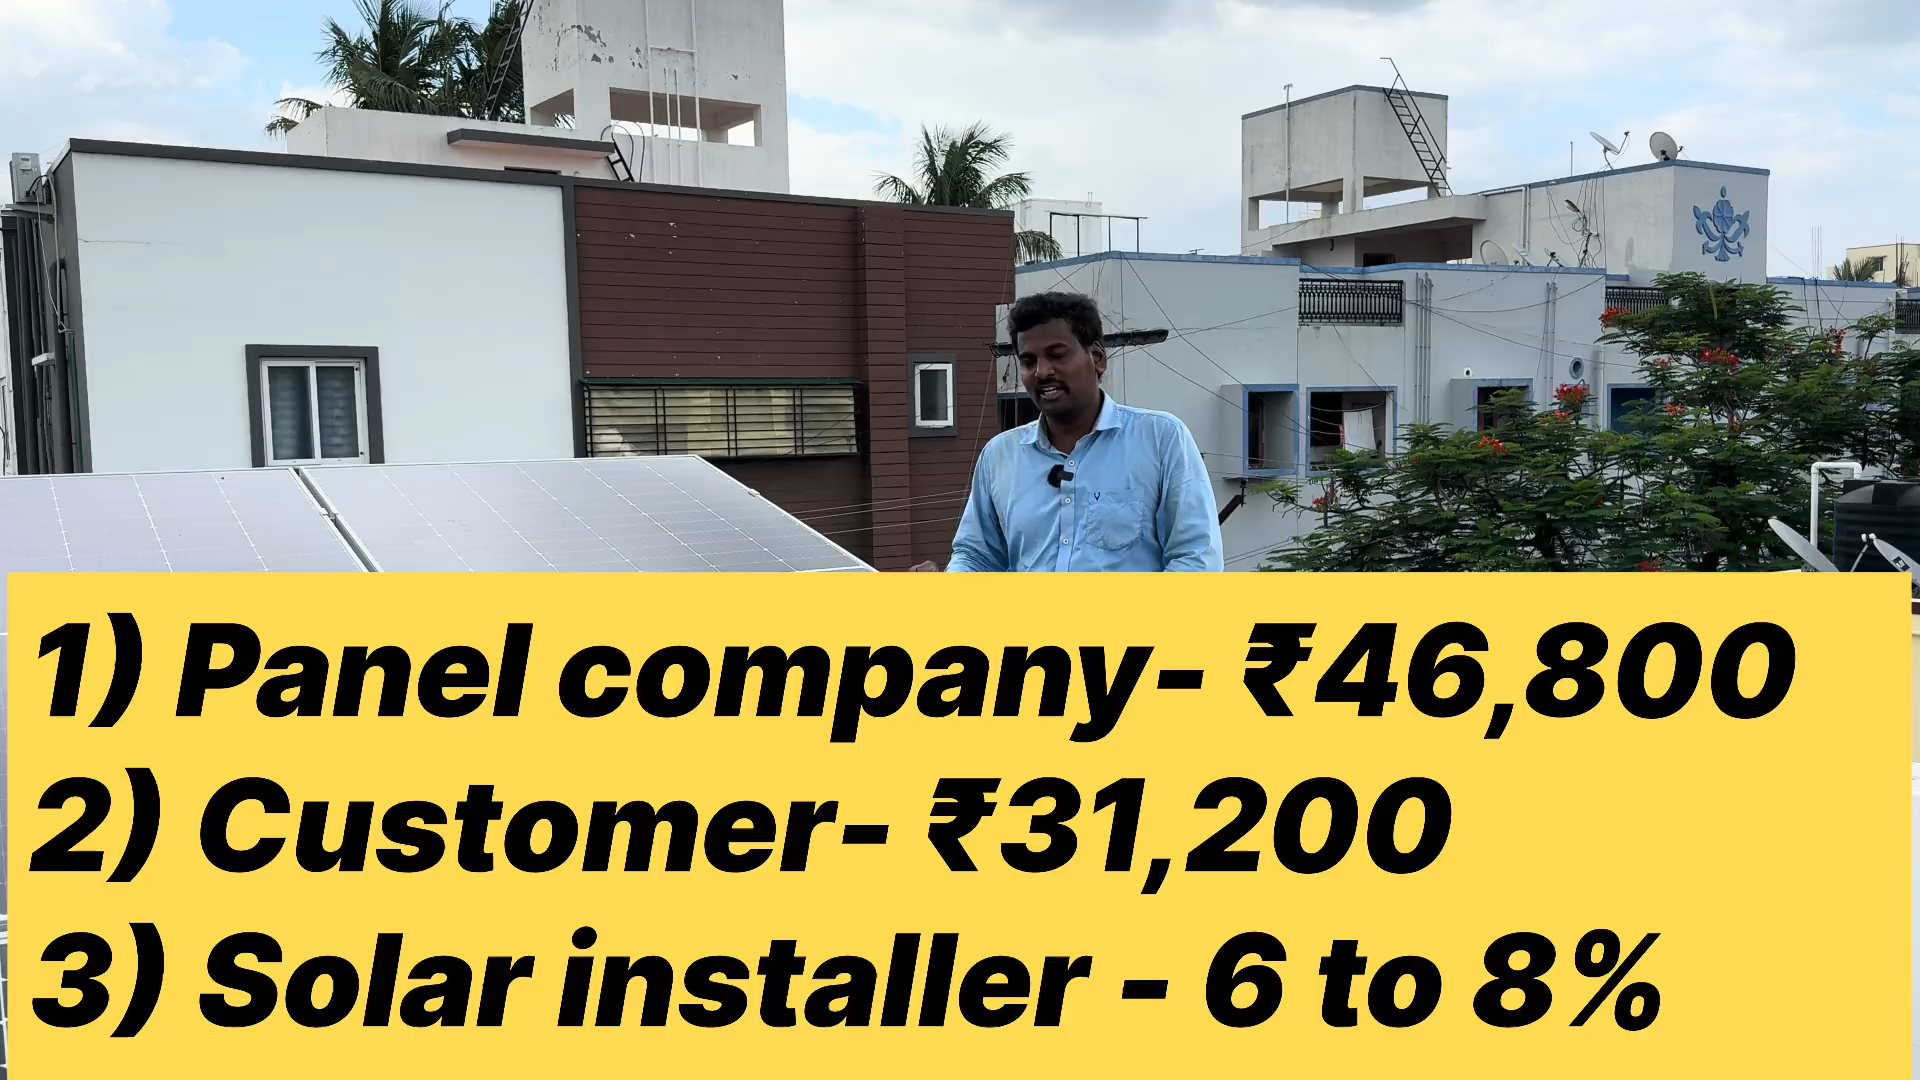 1) Panel company- ₹46,800
2) Customer- ₹31,200
3) Solar installer - 6 to 8%